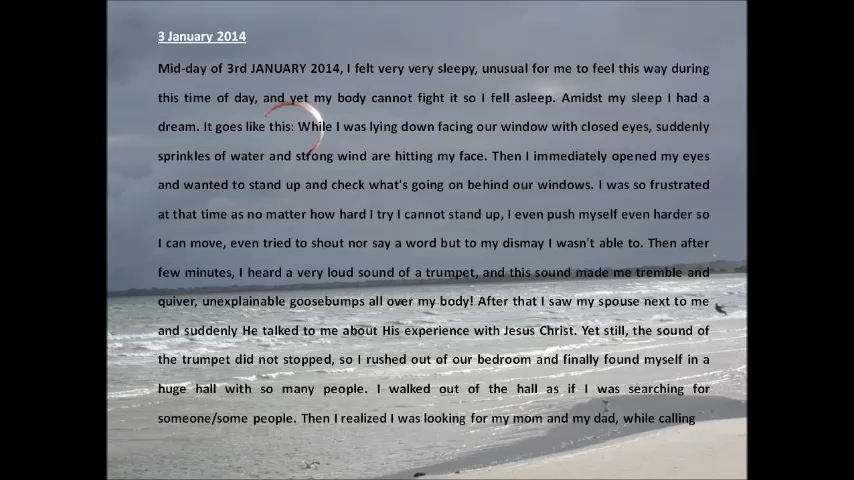 3 January 2014
Mid-day of 3rd JANUARY 2014, I felt very very sleepy, unusual for me to feel this way during
this time of day, and yet my body cannot fight it so I fell asleep. Amidst my sleep I had a
dream. It goes like this: While I was lying down facing our window with closed eyes, suddenly
sprinkles of water and strong wind are hitting my face. Then I immediately opened my eyes
and wanted to stand up and check what's going on behind our windows. I was so frustrated
at that time as no matter how hard I try I cannot stand up, I even push myself even harder so
I can move, even tried to shout nor say a word but to my dismay I wasn't able to. Then after
few minutes, I heard a very loud sound of a trumpet, and this sound made me tremble and
quiver, unexplainable goosebumps all over my body! After that I saw my spouse next to me
and suddenly He talked to me about His experience with Jesus Christ. Yet still, the sound of
the trumpet did not stopped, so I rushed out of our bedroom and finally found myself in a
huge hall with so many people. I walked out of the hall as if I was searching for
someone/some people. Then I realized I was looking for my mom and my dad, while calling